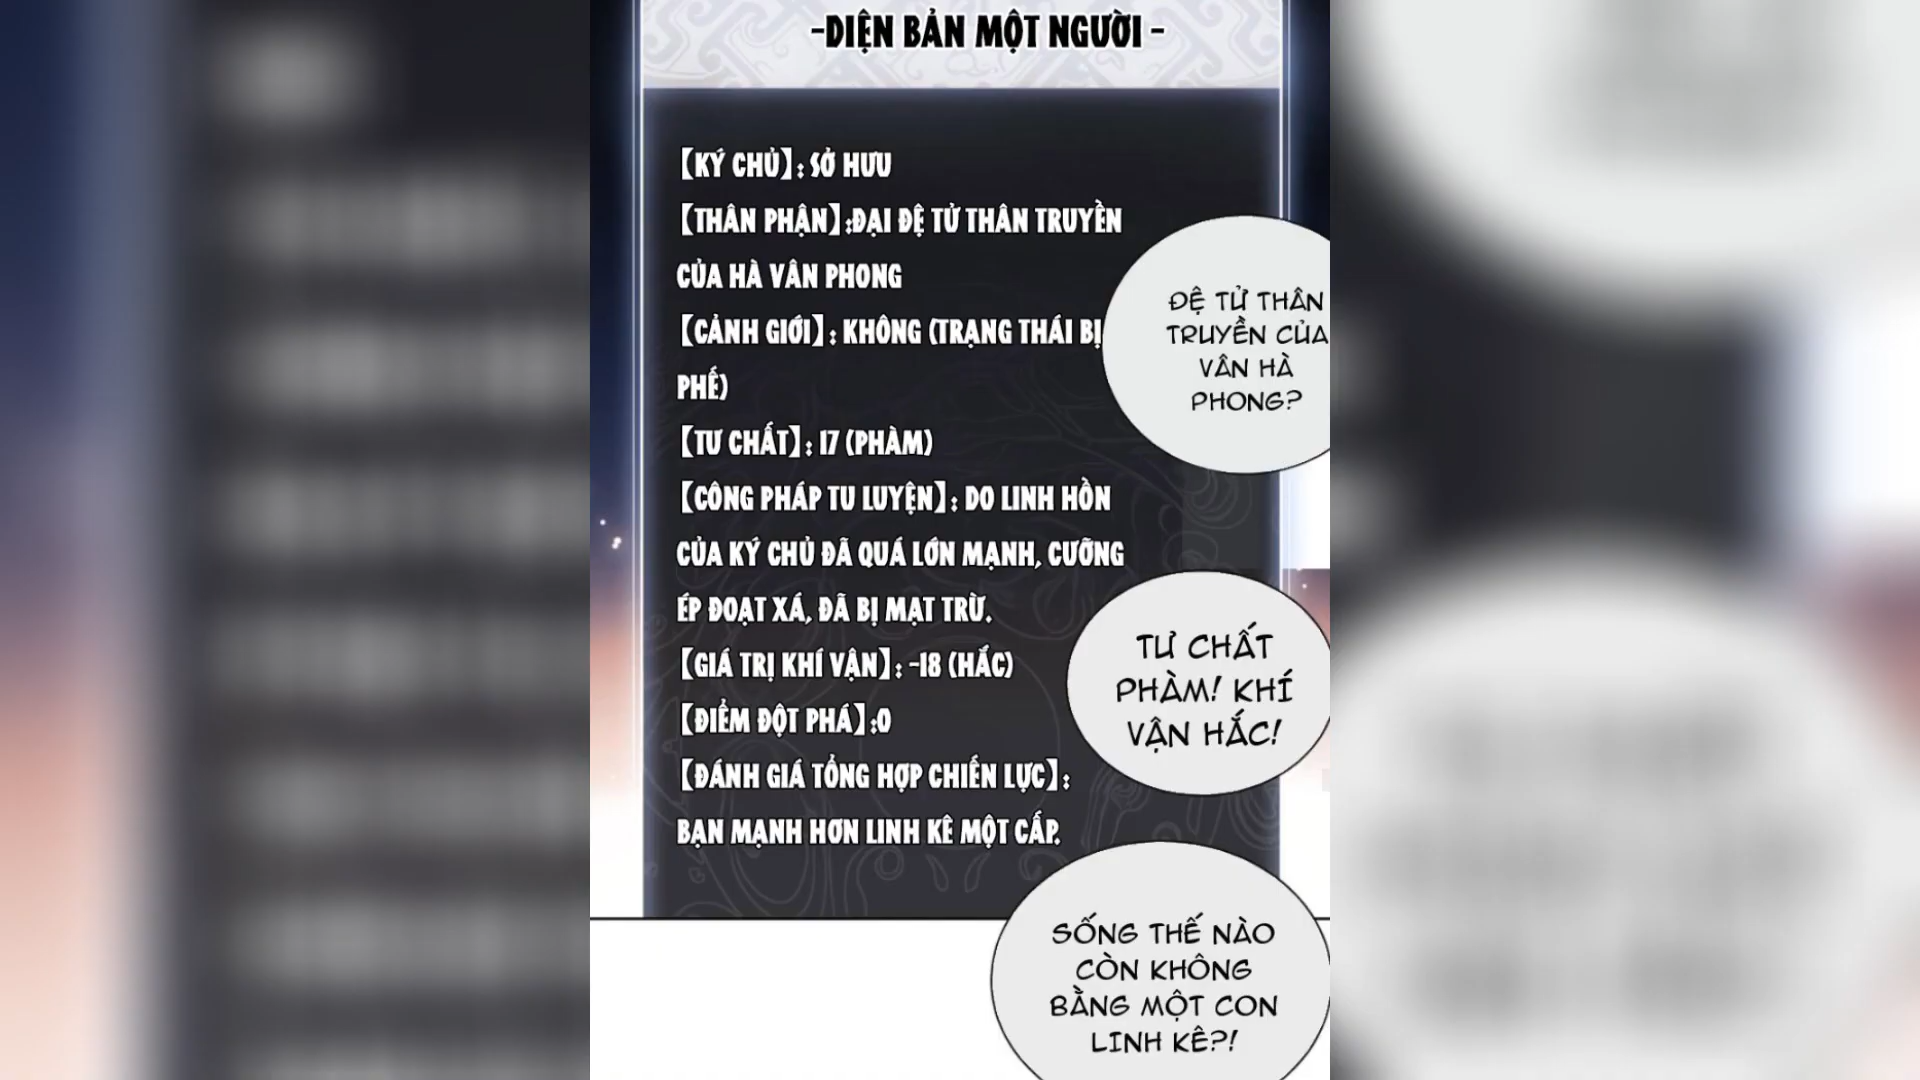 -DIỆN BẢN MỘT NGƯỜI -
【KÝ CHỦ】: SỞ HƯU
【THÂN PHẬN】:ĐẠI ĐỆ TỬ THÂN TRUYỀN
CỦA HÀ VÂN PHONG
【CẢNH GIỚI】: KHÔNG (TRẠNG THÁI BỊ
PHẾ)
【TƯ CHẤT】: 17 (PHÀM)
【CÔNG PHÁP TU LUYỆN】: DO LINH HỒN
CỦA KÝ CHỦ ĐÃ QUÁ LỚN MẠNH, CƯỠNG
ÉP ĐOẠT XÁ, ĐÃ BỊ MẠT TRỪ.
【GIÁ TRỊ KHÍ VẬN】: -18 (HẮC)
【ĐIỂM ĐỘT PHÁ】:0
【ĐÁNH GIÁ TỔNG HỢP CHIẾN LỰC】:
BẠN MẠNH HƠN LINH KÊ MỘT CẤP.
ĐỆ TỬ THÂN
TRUYỀN CỦA
VÂN HÀ
PHONG?
TƯ CHẤT
PHÀM! KHÍ
VẬN HẮC!
SỐNG THẾ NÀO
CÒN KHÔNG
BẰNG MỘT CON
LINH KÊ?!